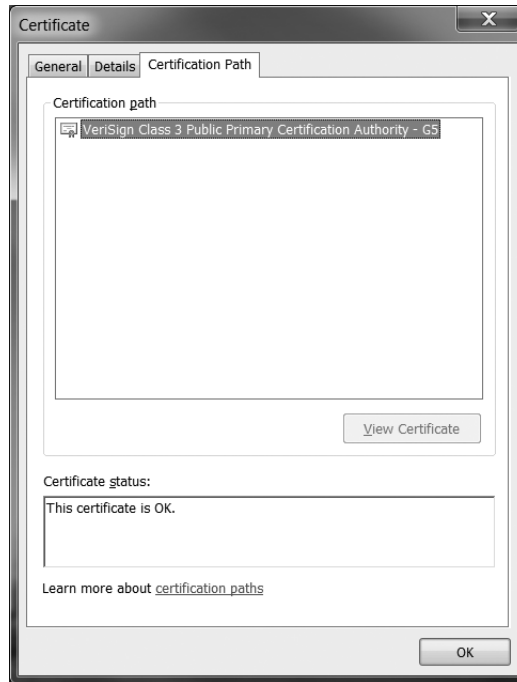 Certificate
General Details Certification Path
Certification path
VeriSign Class 3 Public Primary Certification Authority - G5
View Certificate
Certificate status:
This certificate is OK.
Learn more about certification paths
OK